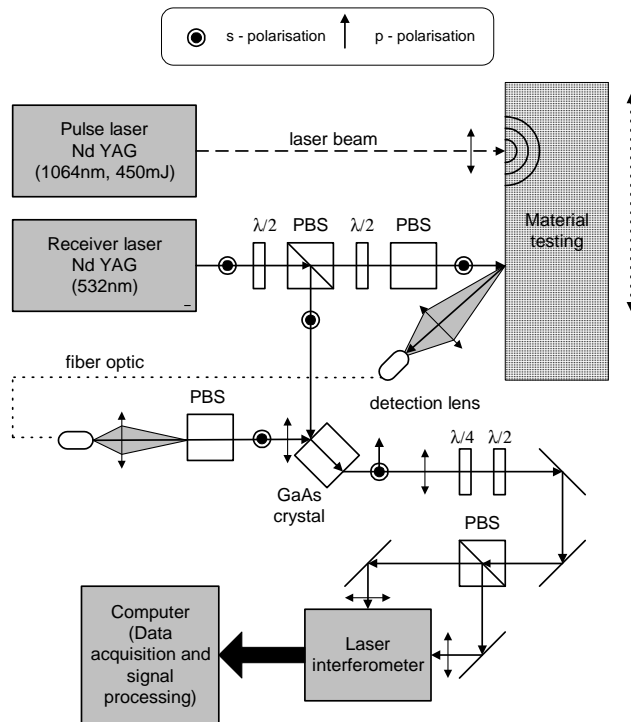 s - polarisation
p - polarisation
Pulse laser
Nd YAG
(1064nm, 450mJ)
laser beam
Material
testing
Receiver laser
Nd YAG
(532nm)
λ/2
PBS
λ/2
PBS
fiber optic
PBS
detection lens
GaAs
crystal
λ/4
λ/2
PBS
Computer
(Data
acquisition and
signal
processing)
Laser
interferometer